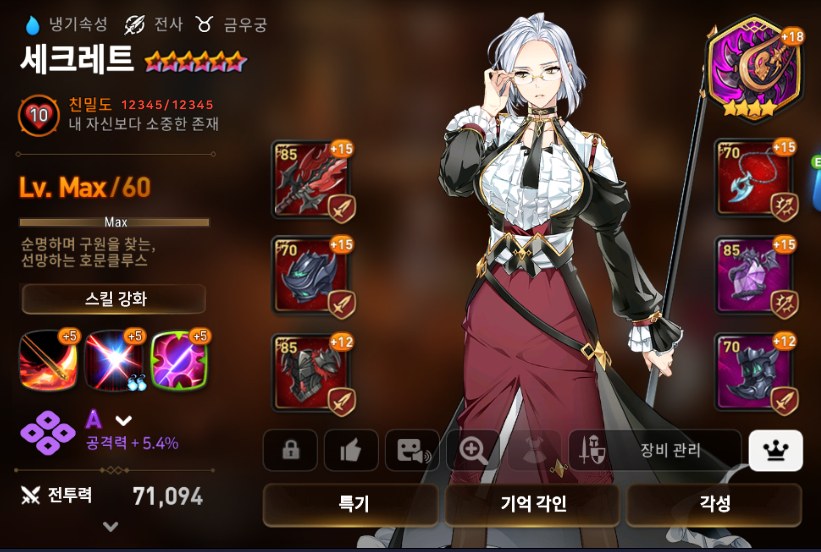 냉기속성 전사 금우궁
세크레트
10
친밀도 12345/12345
내 자신보다 소중한 존재
Lv. Max/60
Max
순명하며 구원을 찾는,
선망하는 호문클루스
스킬 강화
+5 +5 +5
A
공격력 + 5.4%
전투력 71,094
85 +15
70 +15
85 +12
+18
70 +15
85 +15
70 +12
E
장비 관리
특기 기억 각인 각성